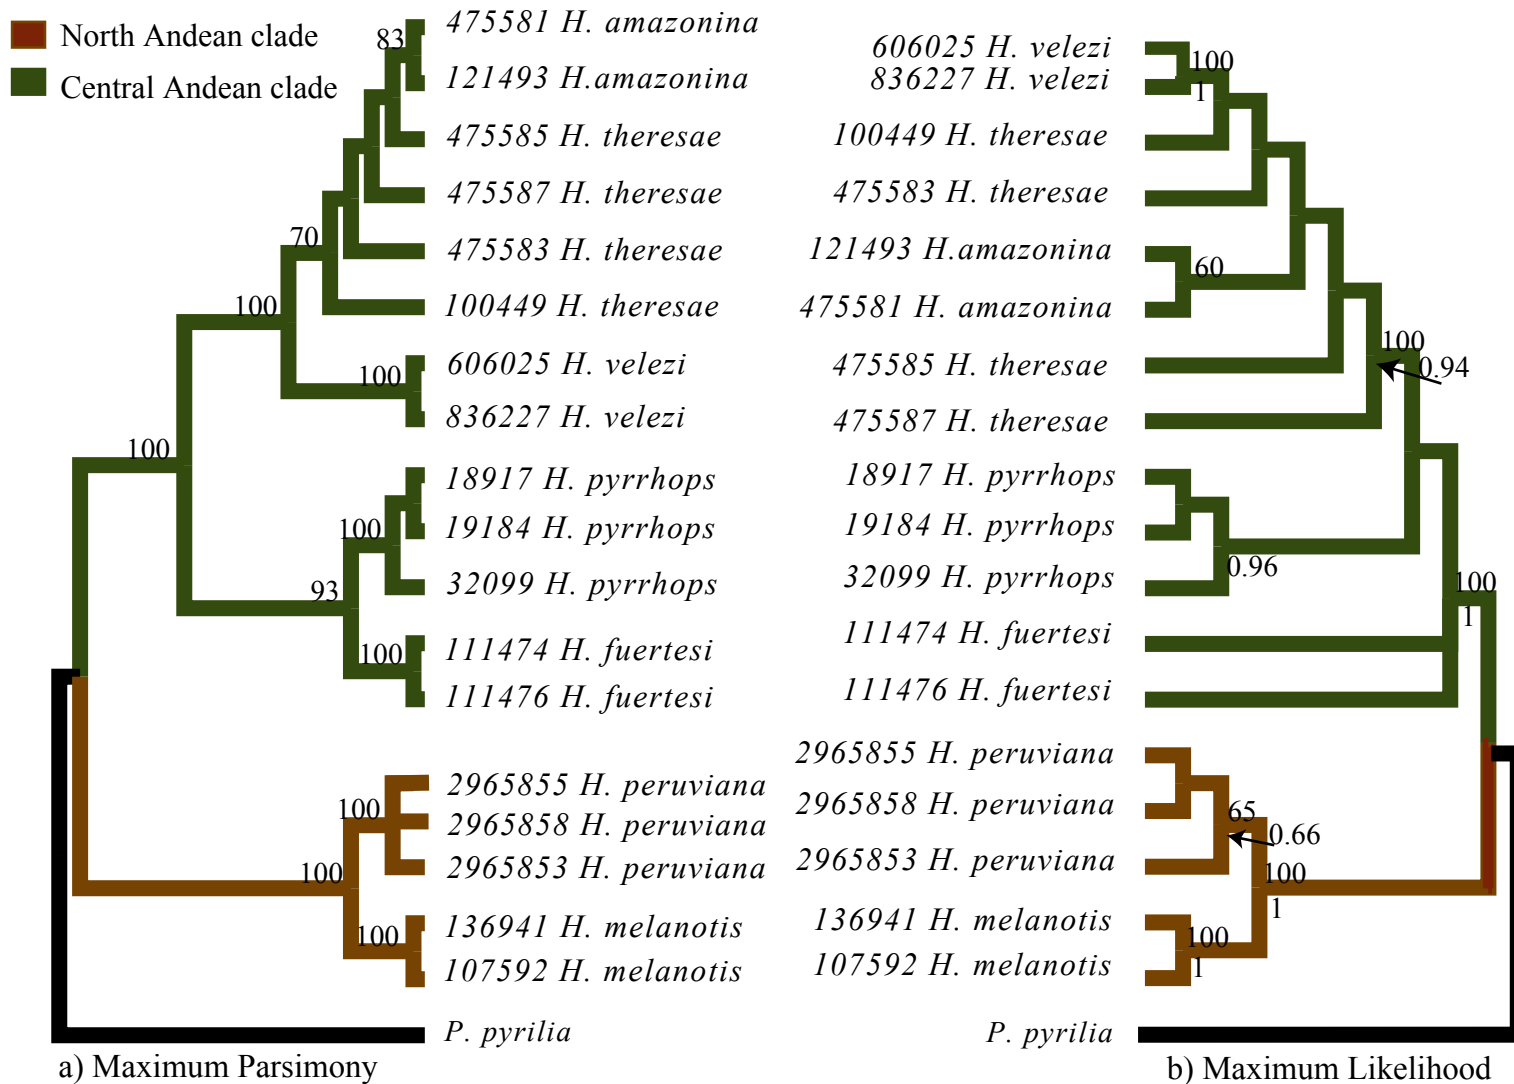 North Andean clade
Central Andean clade
475581 H. amazonina
83
121493 H.amazonina
475585 H. theresae
475587 H. theresae
70
475583 H. theresae
100
100449 H. theresae
606025 H. velezi
100
836227 H. velezi
100
18917 H. pyrrhops
100
19184 H. pyrrhops
93
32099 H. pyrrhops
111474 H. fuertesi
100
111476 H. fuertesi
2965855 H. peruviana
100
2965858 H. peruviana
100
2965853 H. peruviana
136941 H. melanotis
100
107592 H. melanotis
P. pyrilia
a) Maximum Parsimony
606025 H. velezi
100
836227 H. velezi
1
100449 H. theresae
475583 H. theresae
121493 H.amazonina
60
475581 H. amazonina
100
475585 H. theresae
0.94
475587 H. theresae
18917 H. pyrrhops
19184 H. pyrrhops
0.96
32099 H. pyrrhops
100
1
111474 H. fuertesi
111476 H. fuertesi
2965855 H. peruviana
2965858 H. peruviana
65
0.66
2965853 H. peruviana
100
1
136941 H. melanotis
100
107592 H. melanotis
1
P. pyrilia
b) Maximum Likelihood